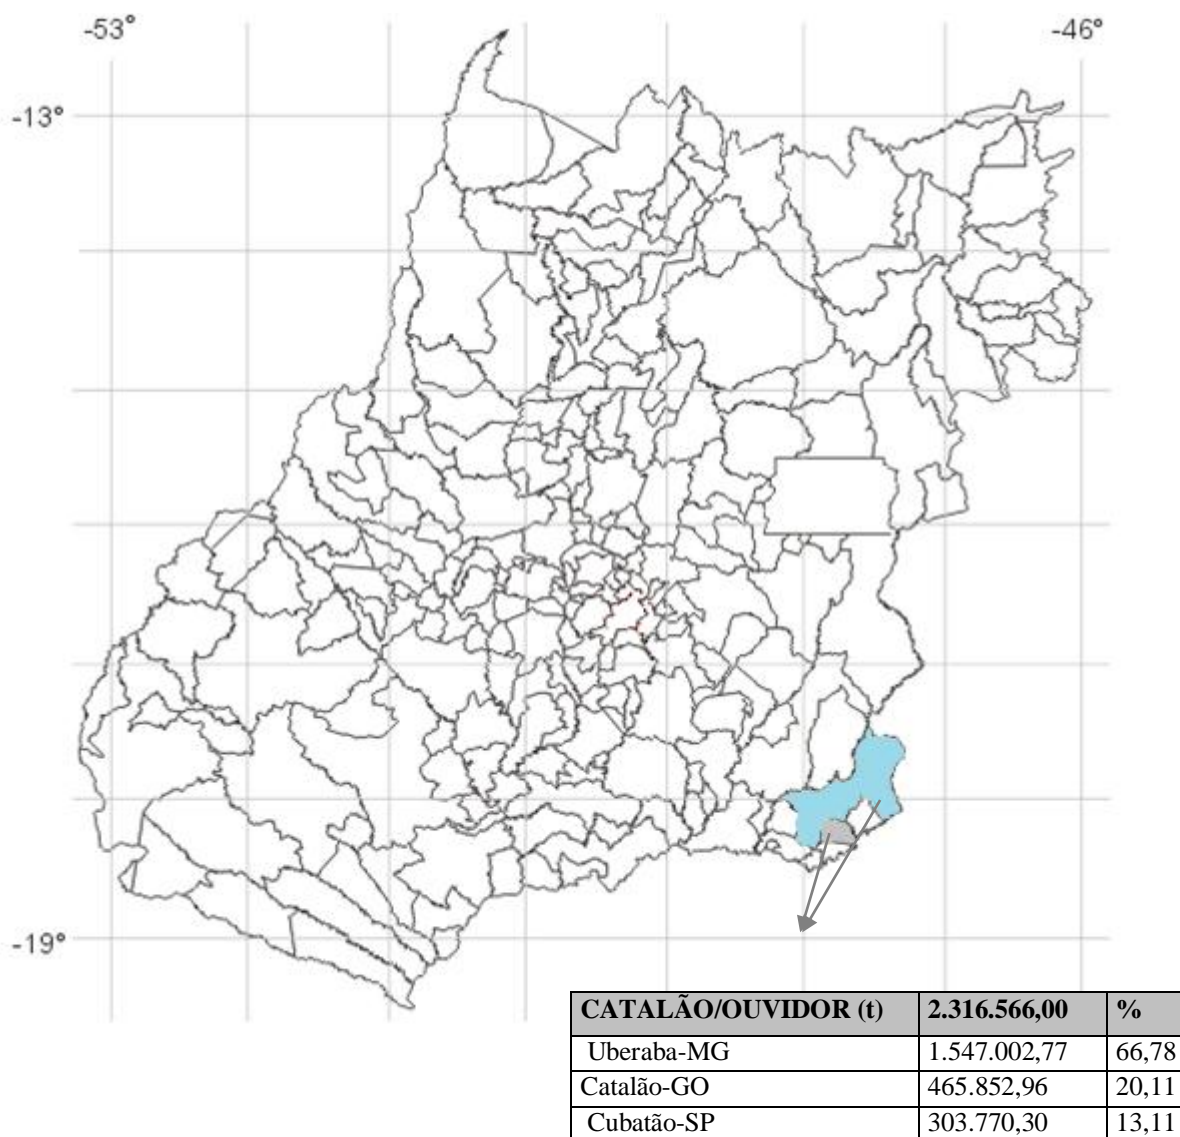 -53° -46°
-13°
-19°
CATALÃO/OUVIDOR (t) 2.316.566,00 %
Uberaba-MG 1.547.002,77 66,78
Catalão-GO 465.852,96 20,11
Cubatão-SP 303.770,30 13,11